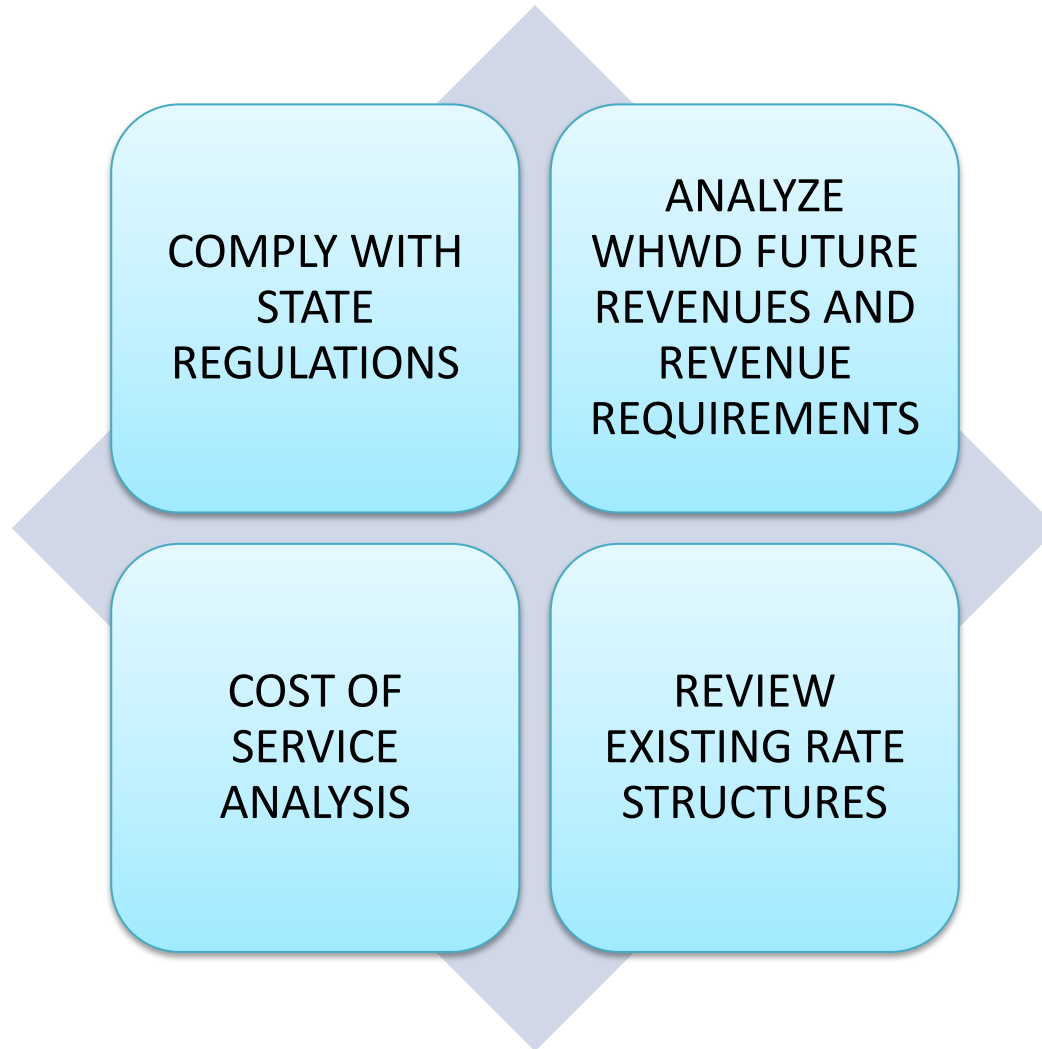 COMPLY WITH
STATE
REGULATIONS
ANALYZE
WHWD FUTURE
REVENUES AND
REVENUE
REQUIREMENTS
COST OF
SERVICE
ANALYSIS
REVIEW
EXISTING RATE
STRUCTURES